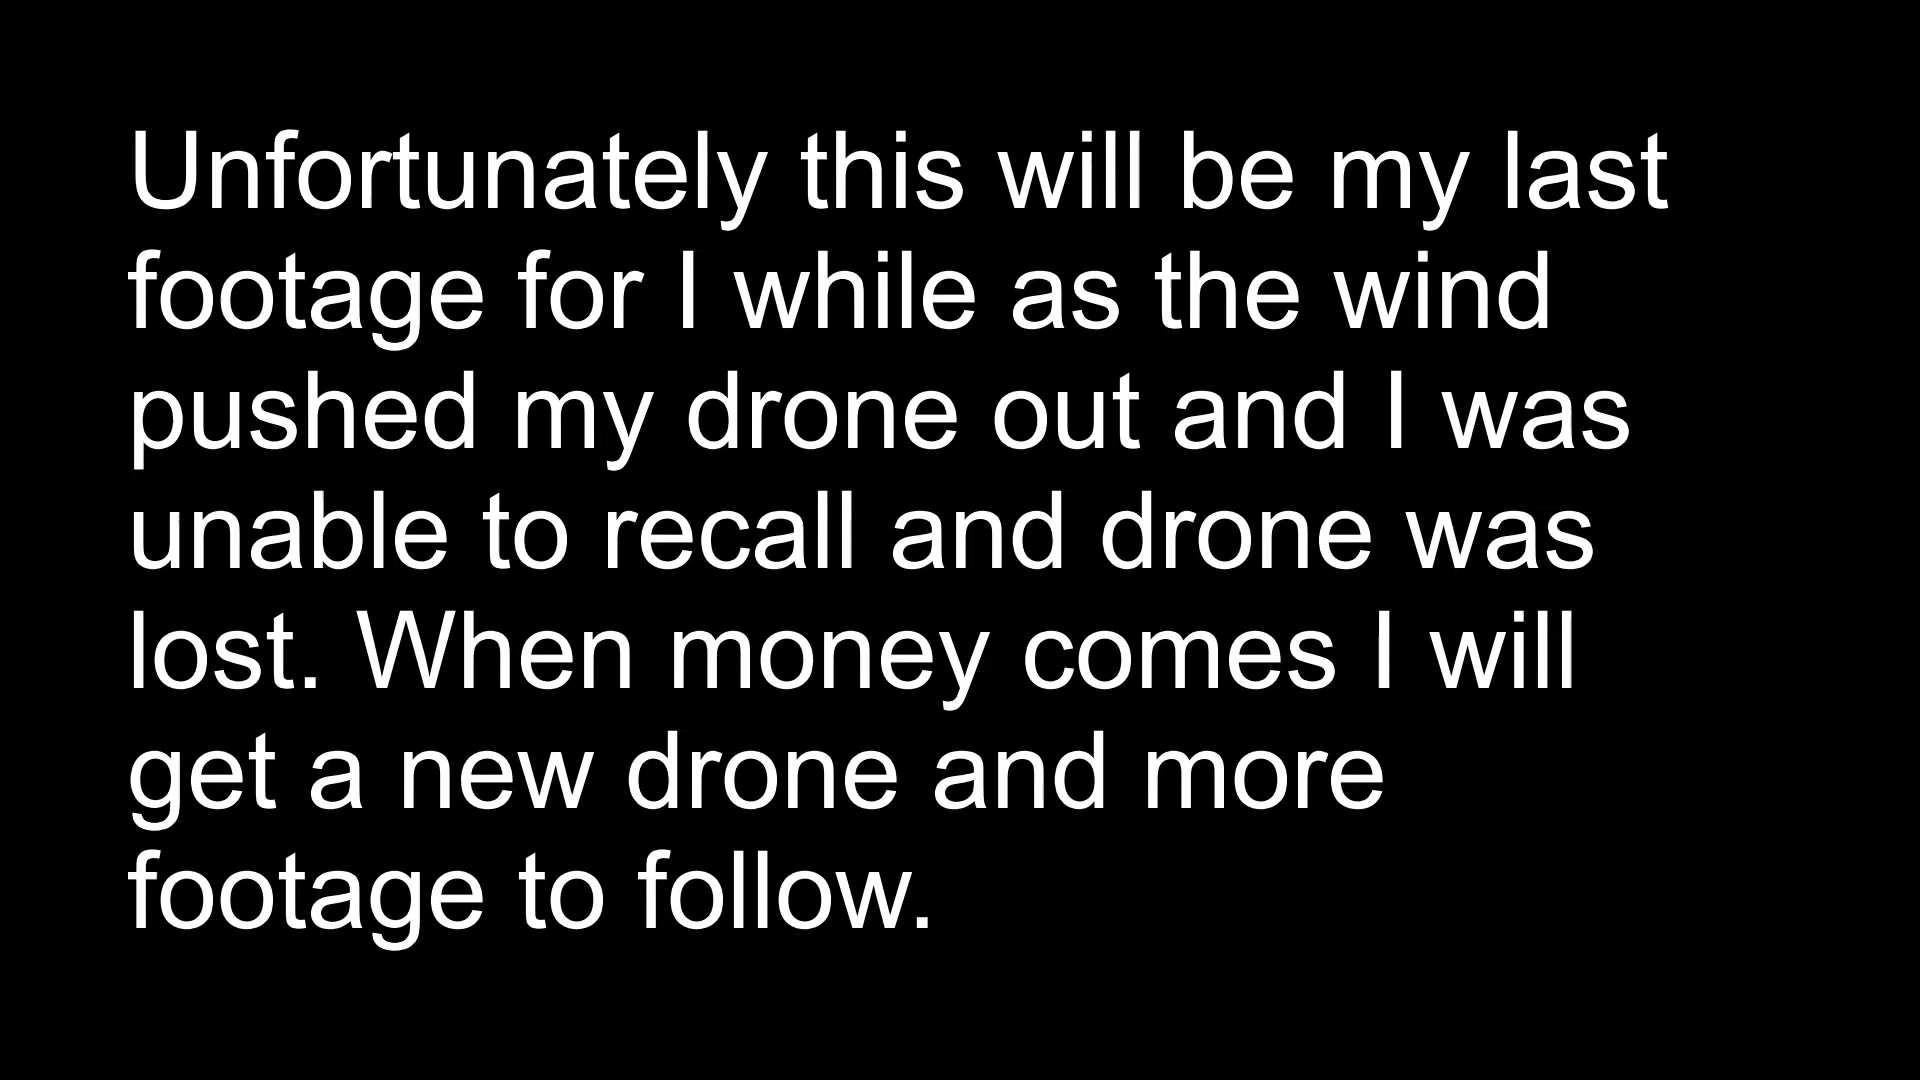 Unfortunately this will be my last
footage for I while as the wind
pushed my drone out and I was
unable to recall and drone was
lost. When money comes I will
get a new drone and more
footage to follow.